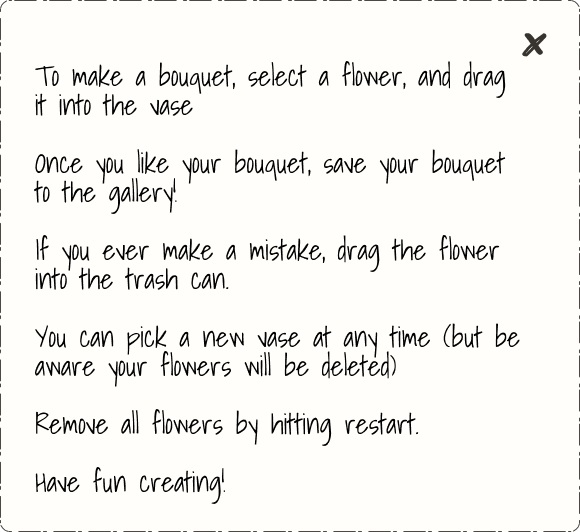 To make a bouquet, select a flower, and drag
it into the vase
Once you like your bouquet, save your bouquet
to the gallery!
If you ever make a mistake, drag the flower
into the trash can.
You can pick a new vase at any time (but be
aware your flowers will be deleted)
Remove all flowers by hitting restart.
Have fun creating!